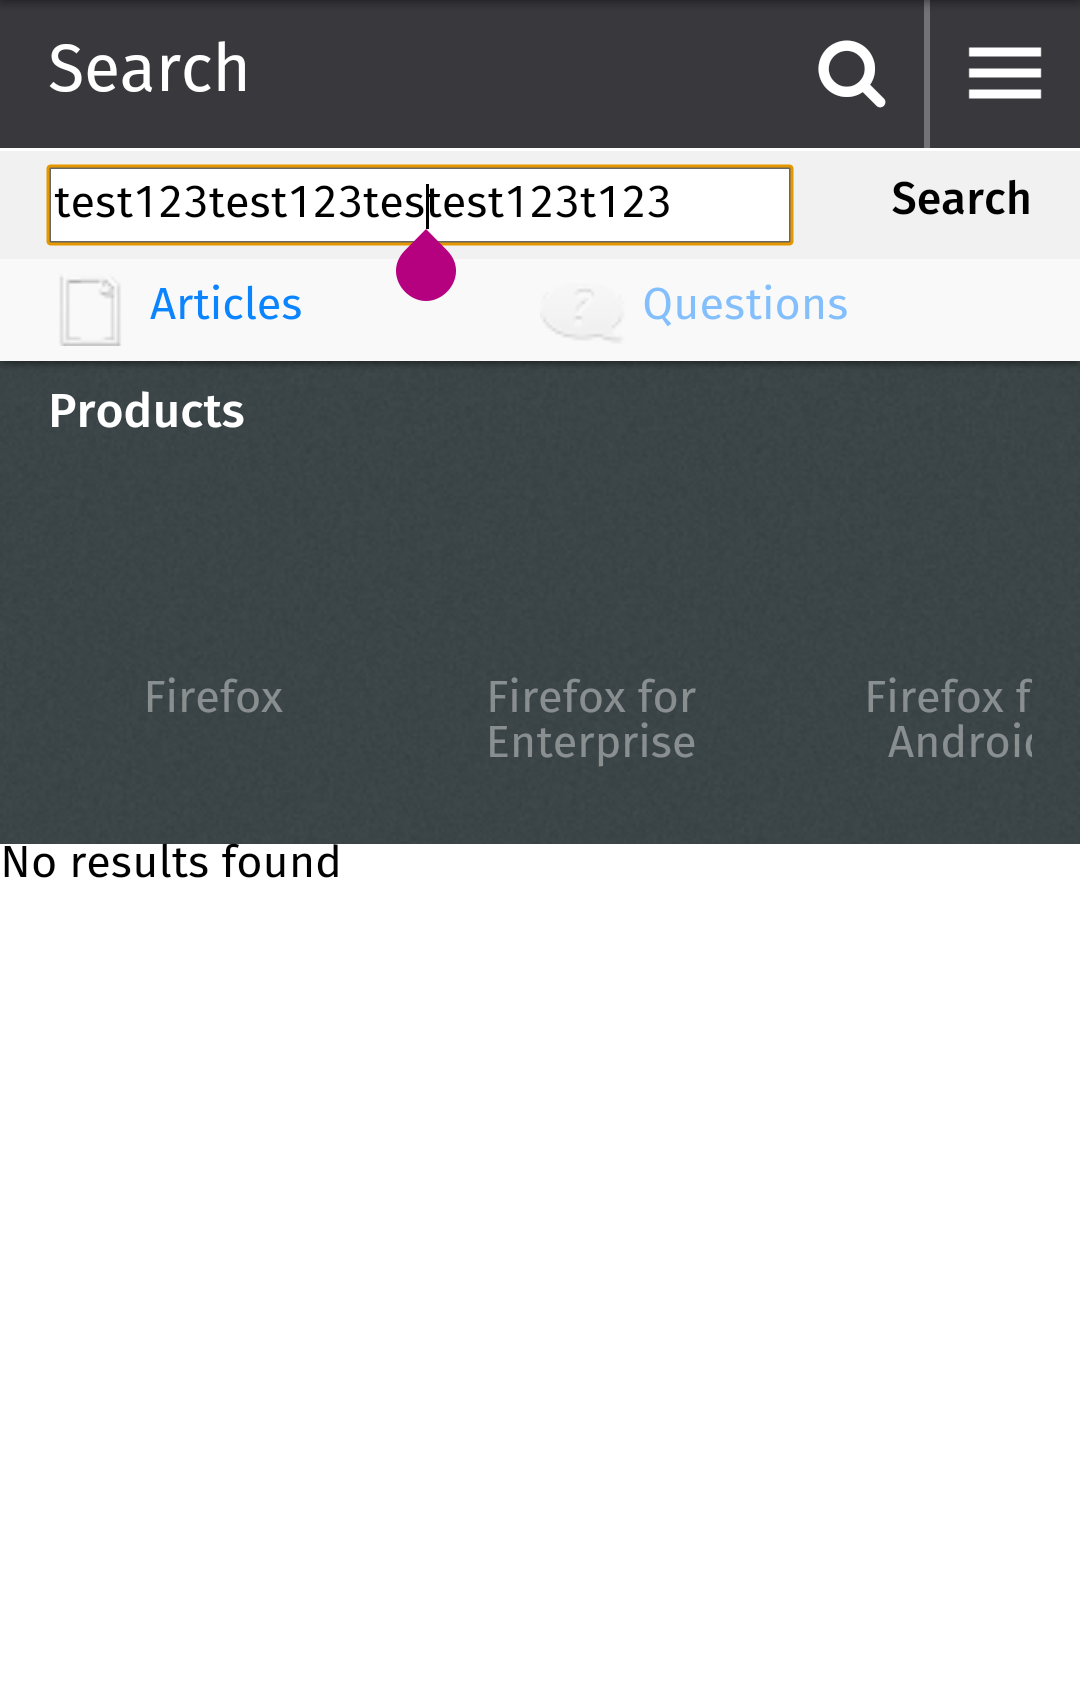 Search
test123test123testest123t123
Search
Articles
Questions
Products
Firefox
Firefox for
Enterprise
Firefox f
Androi
No results found